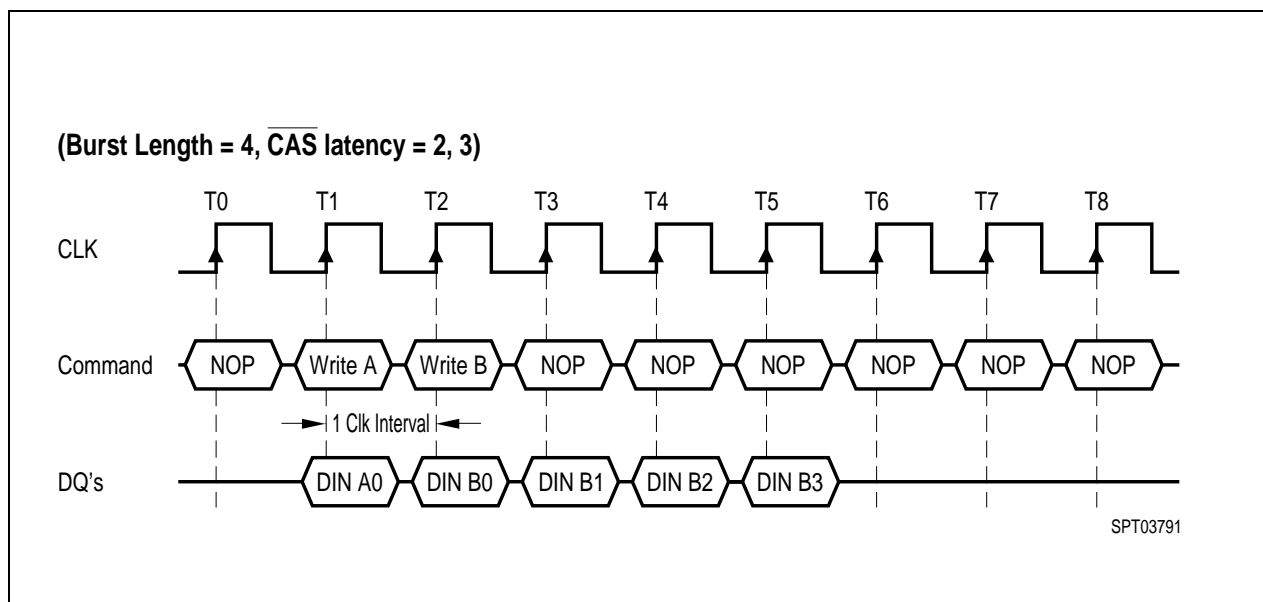 (Burst Length = 4, CAS latency = 2, 3)
T0 T1 T2 T3 T4 T5 T6 T7 T8
CLK
Command NOP Write A Write B NOP NOP NOP NOP NOP NOP
1 Clk Interval
DQ's DIN A0 DIN B0 DIN B1 DIN B2 DIN B3
SPT03791